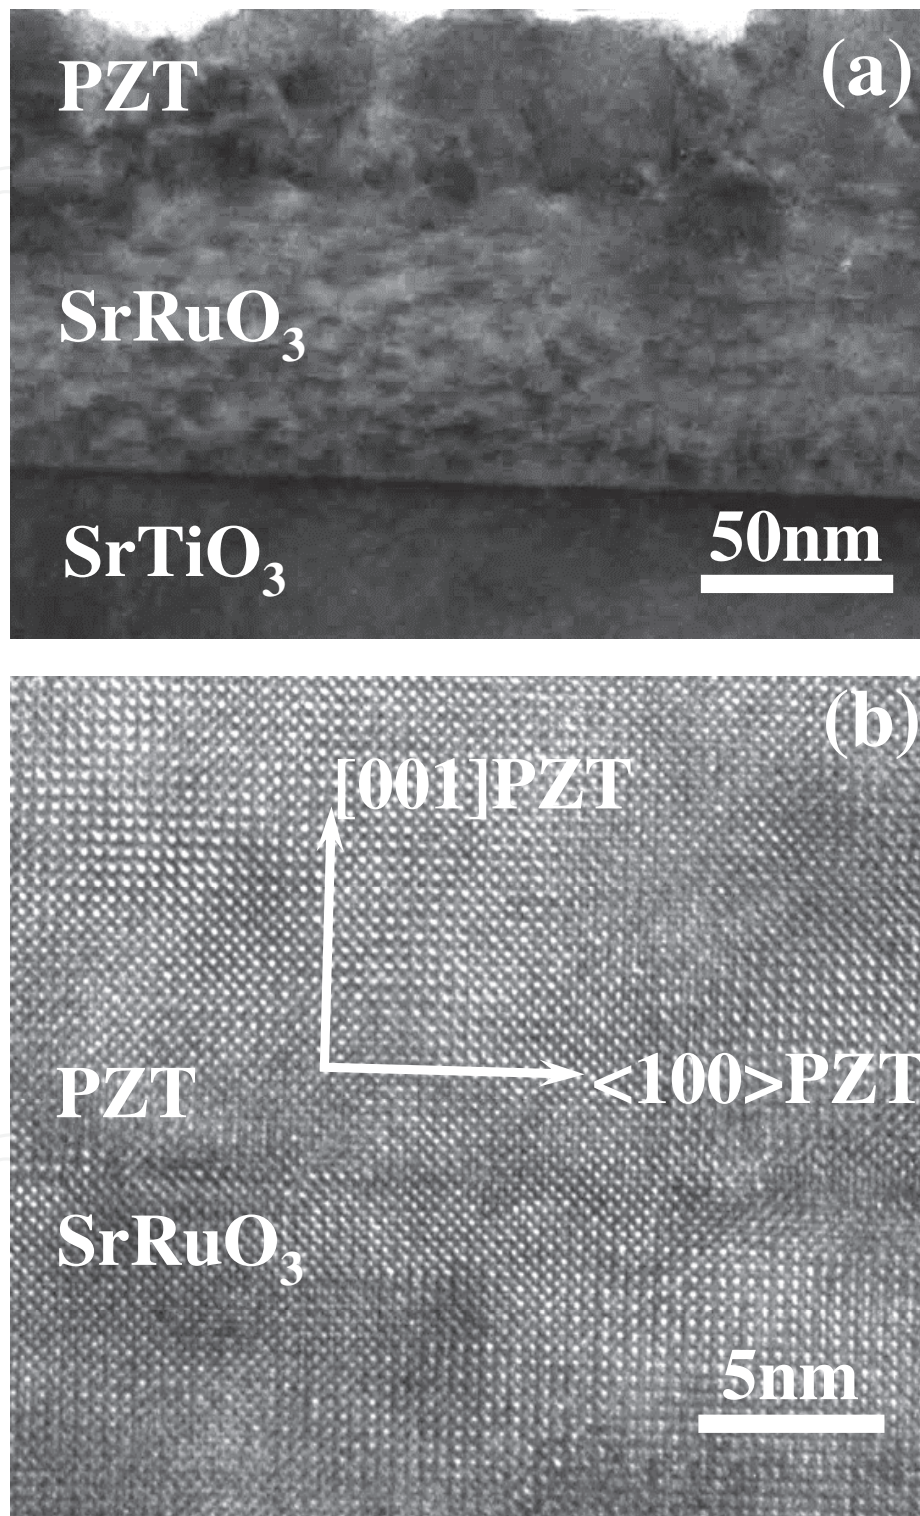 (a)
PZT
SrRuO₃
SrTiO₃
50nm
(b)
[001]PZT
<100>PZT
PZT
SrRuO₃
5nm